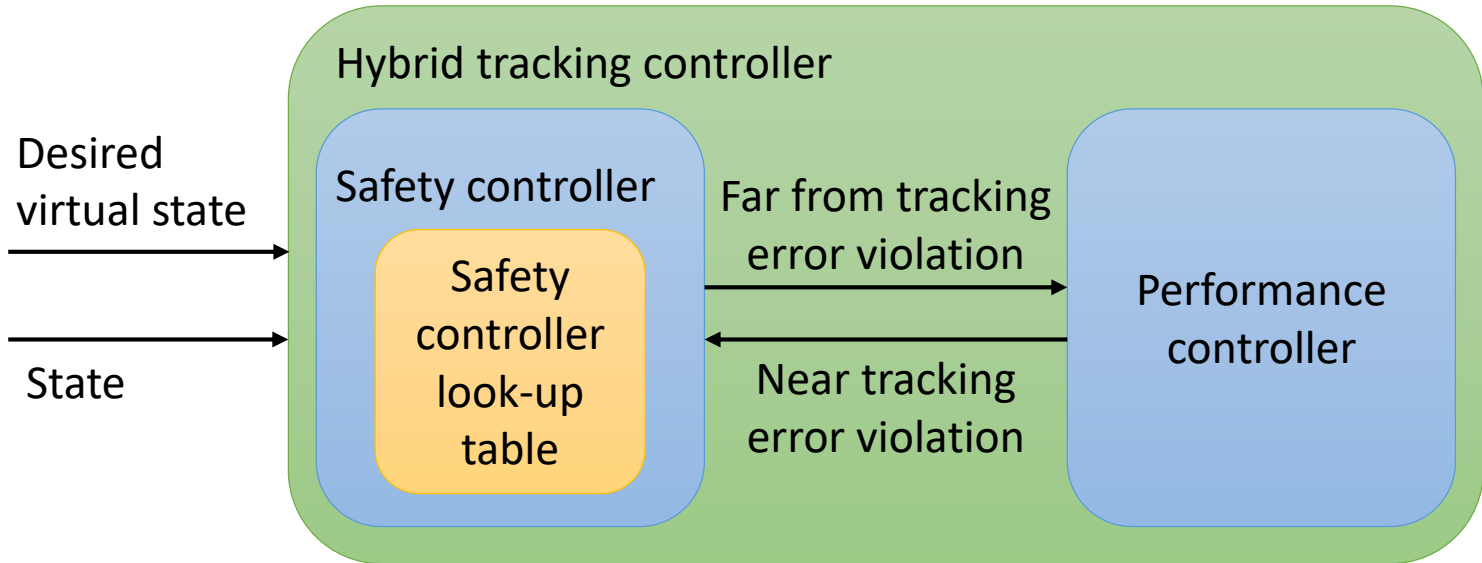 Hybrid tracking controller
Desired
virtual state
State
Safety controller
Safety
controller
look-up
table
Far from tracking
error violation
Near tracking
error violation
Performance
controller